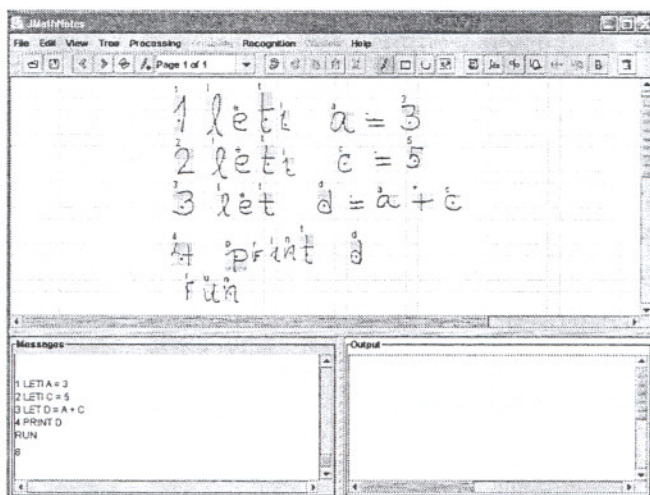 JMathNotes
File Edit View Tree Processing Recognition Help
Page 1 of 1
1 leti a = 3
2 leti c = 5
3 let d = a + c
4 print d
run
Messages
1 LETI A = 3
2 LETI C = 5
3 LET D = A + C
4 PRINT D
RUN
8
Output